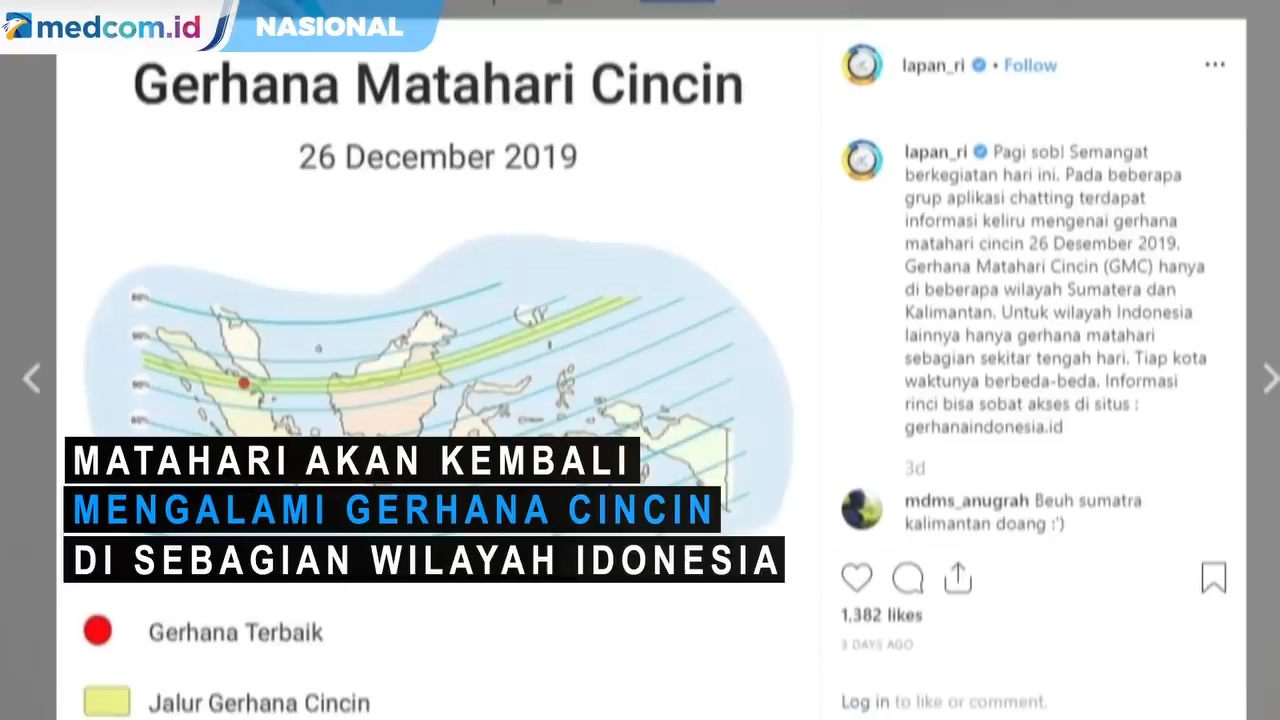 medcom.id
NASIONAL
Gerhana Matahari Cincin
26 December 2019
MATAHARI AKAN KEMBALI
MENGALAMI GERHANA CINCIN
DI SEBAGIAN WILAYAH IDONESIA
Gerhana Terbaik
Jalur Gerhana Cincin
lapan_ri • Follow
lapan_ri Pagi sob! Semangat
berkegiatan hari ini. Pada beberapa
grup aplikasi chatting terdapat
informasi keliru mengenai gerhana
matahari cincin 26 Desember 2019.
Gerhana Matahari Cincin (GMC) hanya
di beberapa wilayah Sumatera dan
Kalimantan. Untuk wilayah Indonesia
lainnya hanya gerhana matahari
sebagian sekitar tengah hari. Tiap kota
waktunya berbeda-beda. Informasi
rinci bisa sobat akses di situs :
gerhanaindonesia.id
3d
mdms_anugrah Beuh sumatra
kalimantan doang :')
1,382 likes
3 DAYS AGO
Log in to like or comment.